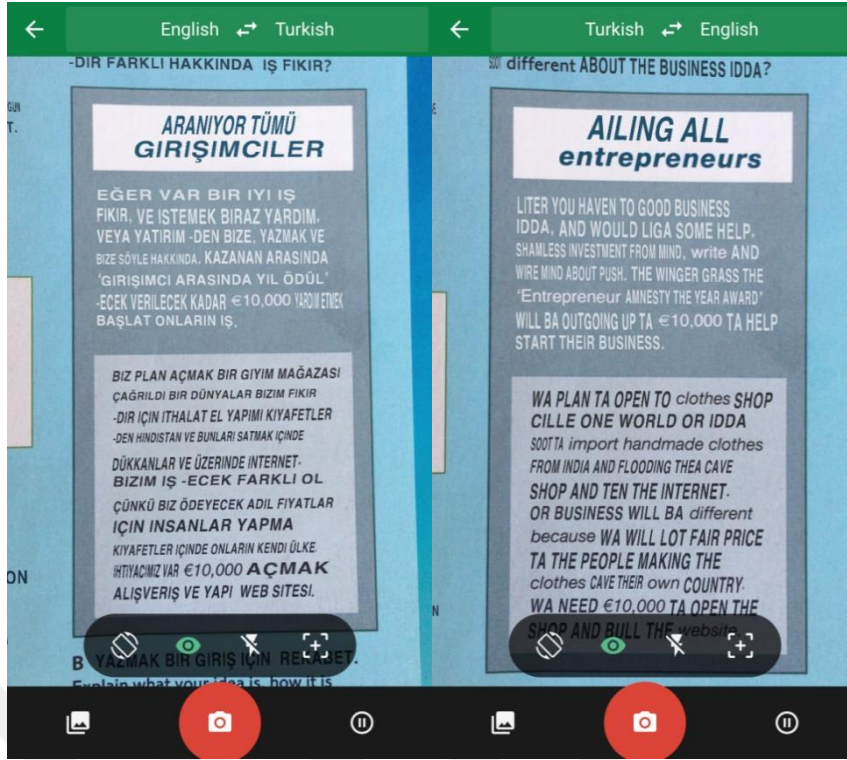 English ⇄ Turkish
-DIR FARKLI HAKKINDA IŞ FIKIR?
GUN
T.
ARANIYOR TÜMÜ
GIRIŞIMCILER
EĞER VAR BIR IYI IŞ
FIKIR, VE ISTEMEK BIRAZ YARDIM.
VEYA YATIRIM -DEN BIZE, YAZMAK VE
BIZE SÖYLE HAKKINDA. KAZANAN ARASINDA
'GIRIŞIMCI ARASINDA YIL ÖDÜL'
-ECEK VERILECEK KADAR €10,000 YARDIM ETMEK
BAŞLAT ONLARIN IŞ.
BIZ PLAN AÇMAK BIR GIYIM MAĞAZASI
ÇAĞRILDI BIR DÜNYALAR BIZIM FIKIR
-DIR IÇIN ITHALAT EL YAPIMI KIYAFETLER
-DEN HINDISTAN VE BUNLARI SATMAK IÇINDE
DÜKKANLAR VE ÜZERINDE INTERNET.
BIZIM IŞ -ECEK FARKLI OL
ÇÜNKÜ BIZ ÖDEYECEK ADIL FIYATLAR
IÇIN INSANLAR YAPMA
KIYAFETLER IÇINDE ONLARIN KENDI ÜLKE.
IHTIYACIMIZ VAR €10,000 AÇMAK
ALIŞVERIŞ VE YAPI WEB SITESI.
ON
B YAZMAK BIR GIRIŞ IÇIN REKABET.
Explain what your idea is, how it is
Turkish ⇄ English
SOOT different ABOUT THE BUSINESS IDDA?
AILING ALL
entrepreneurs
LITER YOU HAVEN TO GOOD BUSINESS
IDDA, AND WOULD LIGA SOME HELP.
SHAMLESS INVESTMENT FROM MIND, write AND
WIRE MIND ABOUT PUSH. THE WINGER GRASS THE
'Entrepreneur AMNESTY THE YEAR AWARD'
WILL BA OUTGOING UP TA €10,000 TA HELP
START THEIR BUSINESS.
WA PLAN TA OPEN TO clothes SHOP
CILLE ONE WORLD OR IDDA
SOOT TA import handmade clothes
FROM INDIA AND FLOODING THEA CAVE
SHOP AND TEN THE INTERNET.
OR BUSINESS WILL BA different
because WA WILL LOT FAIR PRICE
TA THE PEOPLE MAKING THE
clothes CAVE THEIR own COUNTRY.
WA NEED €10,000 TA OPEN THE
SHOP AND BULL THE website.
N